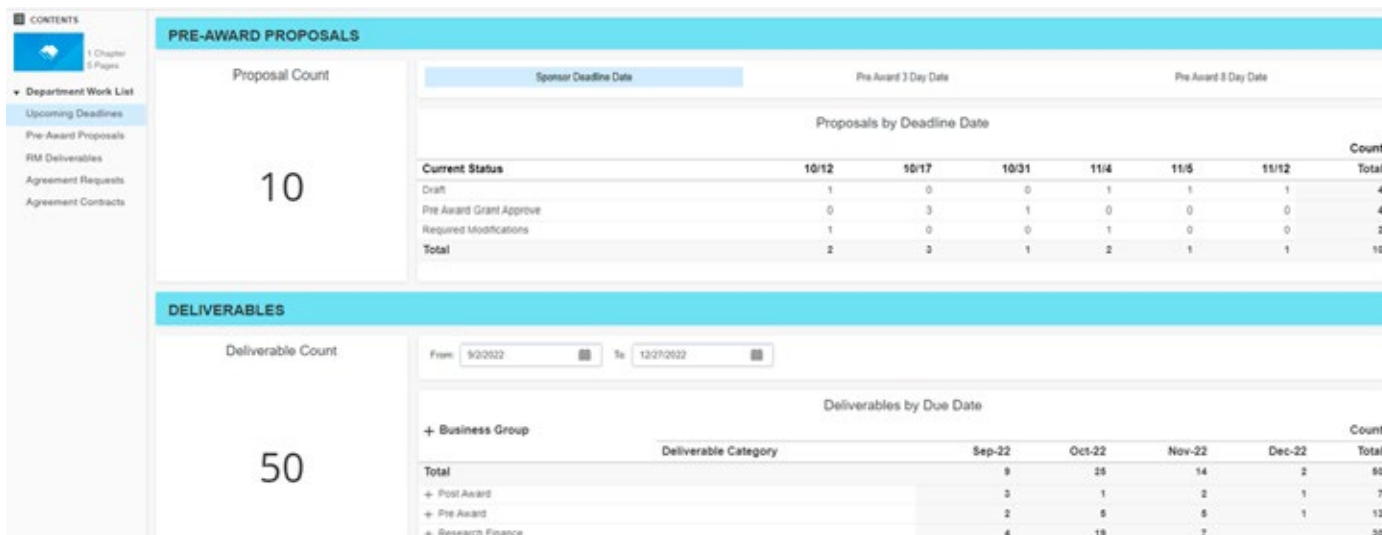 CONTENTS
1 Chapter
5 Pages
Department Work List
Upcoming Deadlines
Pre-Award Proposals
RM Deliverables
Agreement Requests
Agreement Contracts
PRE-AWARD PROPOSALS
Proposal Count
10
Sponsor Deadline Date Pre Award 3 Day Date Pre Award 8 Day Date
Proposals by Deadline Date
Count
Current Status 10/12 10/17 10/31 11/4 11/5 11/12 Total
Draft 1 0 0 1 1 1 4
Pre Award Grant Approve 0 3 1 0 0 0 4
Required Modifications 1 0 0 1 0 0 2
Total 2 3 1 2 1 1 10
DELIVERABLES
Deliverable Count
50
From: 9/2/2022 To: 12/27/2022
Deliverables by Due Date
+ Business Group Count
Deliverable Category Sep-22 Oct-22 Nov-22 Dec-22 Total
Total 9 25 14 2 50
+ Post Award 3 1 2 1 7
+ Pre Award 2 5 5 1 13
+ Research Finance 4 19 7